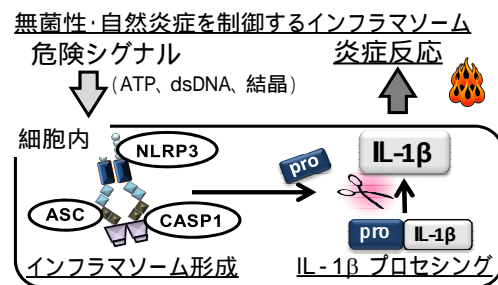 無菌性・自然炎症を制御するインフラマソーム
危険シグナル
炎症反応
(ATP、dsDNA、結晶)
細胞内
NLRP3
ASC
CASP1
pro
IL-1β
pro IL-1β
インフラマソーム形成
IL-1β プロセシング